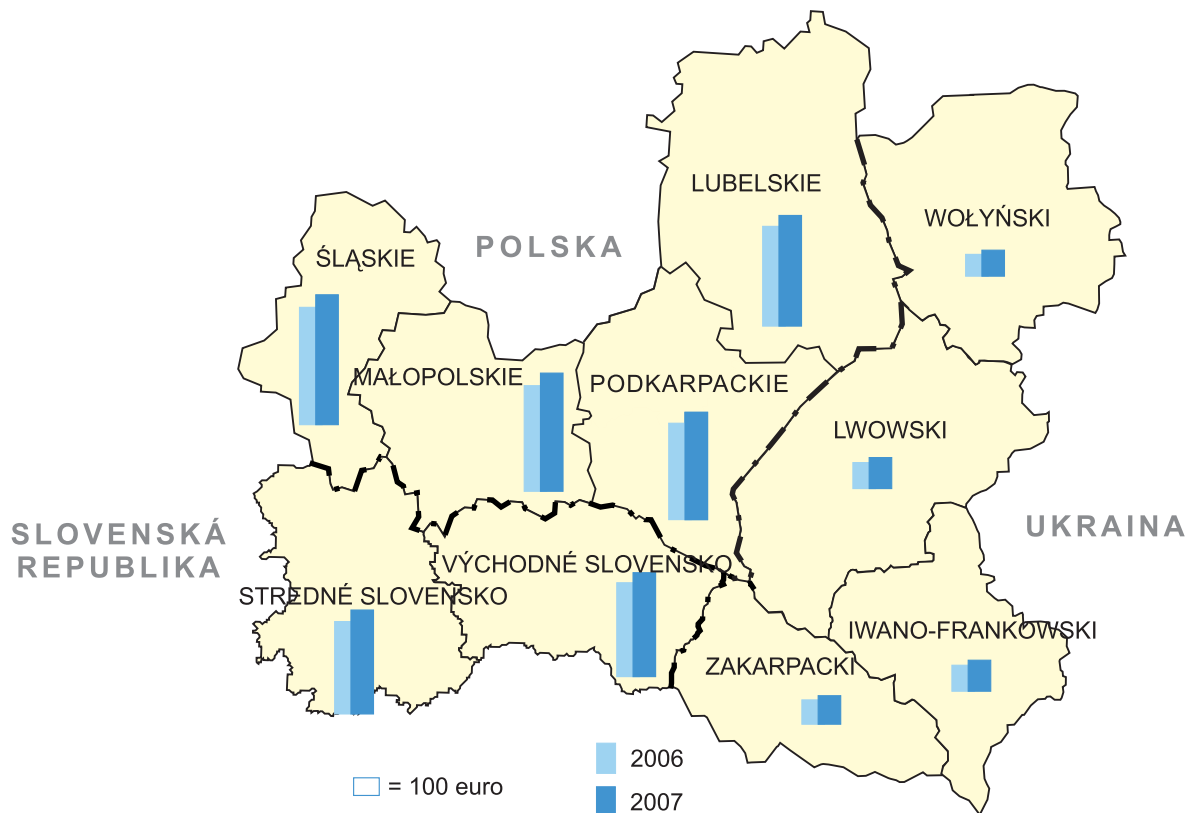 LUBELSKIE
WOŁYŃSKI
POLSKA
ŚLĄSKIE
MAŁOPOLSKIE
PODKARPACKIE
LWOWSKI
SLOVENSKÁ
REPUBLIKA
UKRAINA
VÝCHODNÉ SLOVENSKO
STREDNÉ SLOVENSKO
IWANO-FRANKOWSKI
ZAKARPACKI
= 100 euro
2006
2007